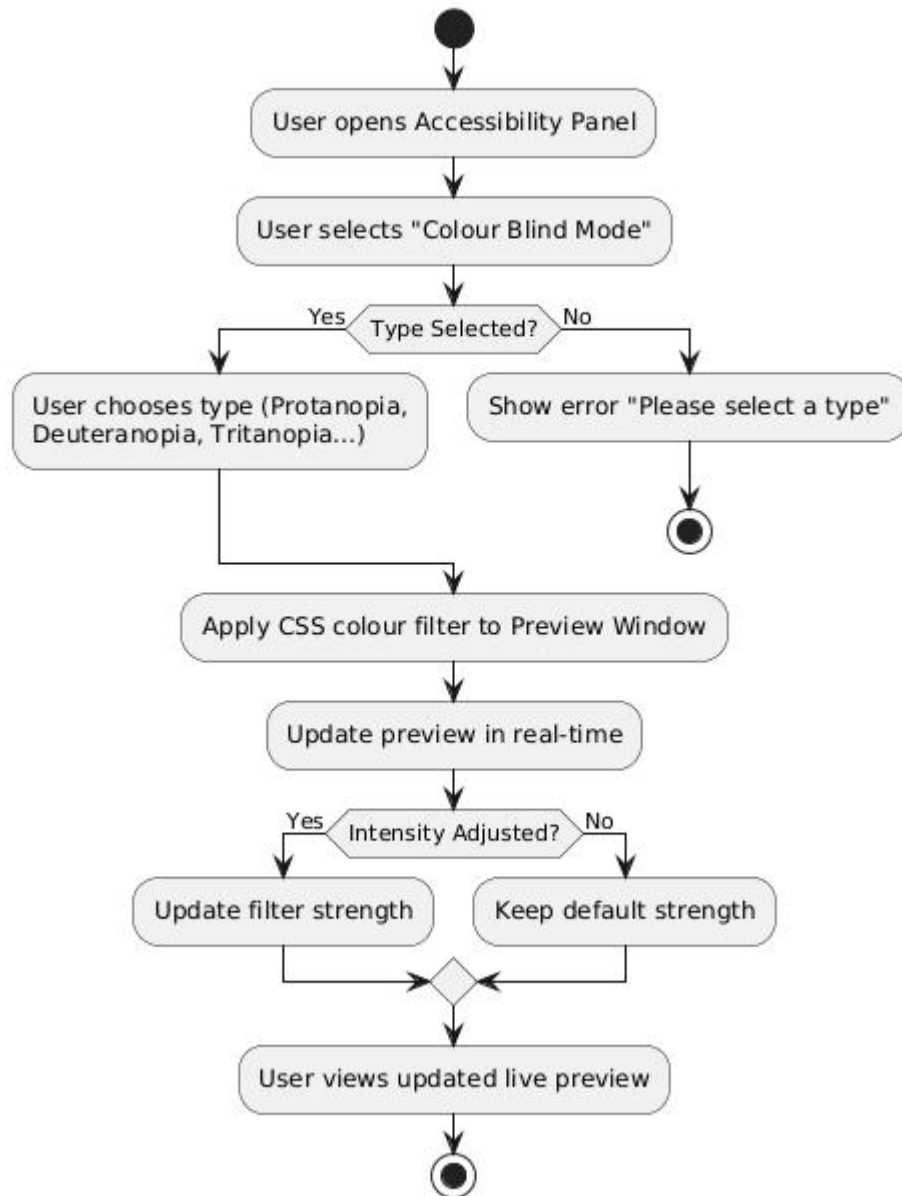 User opens Accessibility Panel
User selects "Colour Blind Mode"
Type Selected?
Yes
No
User chooses type (Protanopia,
Deuteranopia, Tritanopia...)
Show error "Please select a type"
Apply CSS colour filter to Preview Window
Update preview in real-time
Intensity Adjusted?
Yes
No
Update filter strength
Keep default strength
User views updated live preview